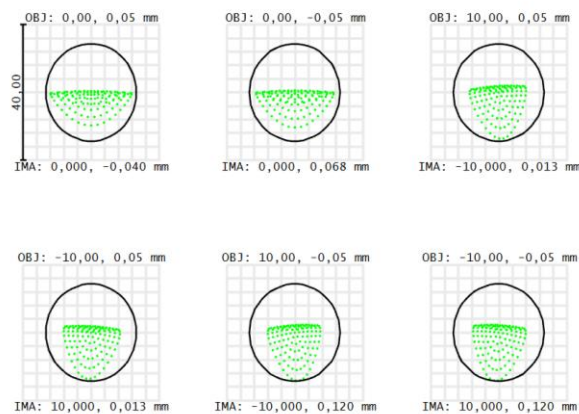 OBJ: 0,00, 0,05 mm
OBJ: 0,00, -0,05 mm
OBJ: 10,00, 0,05 mm
40,00
IMA: 0,000, -0,040 mm
IMA: 0,000, 0,068 mm
IMA: -10,000, 0,013 mm
OBJ: -10,00, 0,05 mm
OBJ: 10,00, -0,05 mm
OBJ: -10,00, -0,05 mm
IMA: 10,000, 0,013 mm
IMA: -10,000, 0,120 mm
IMA: 10,000, 0,120 mm